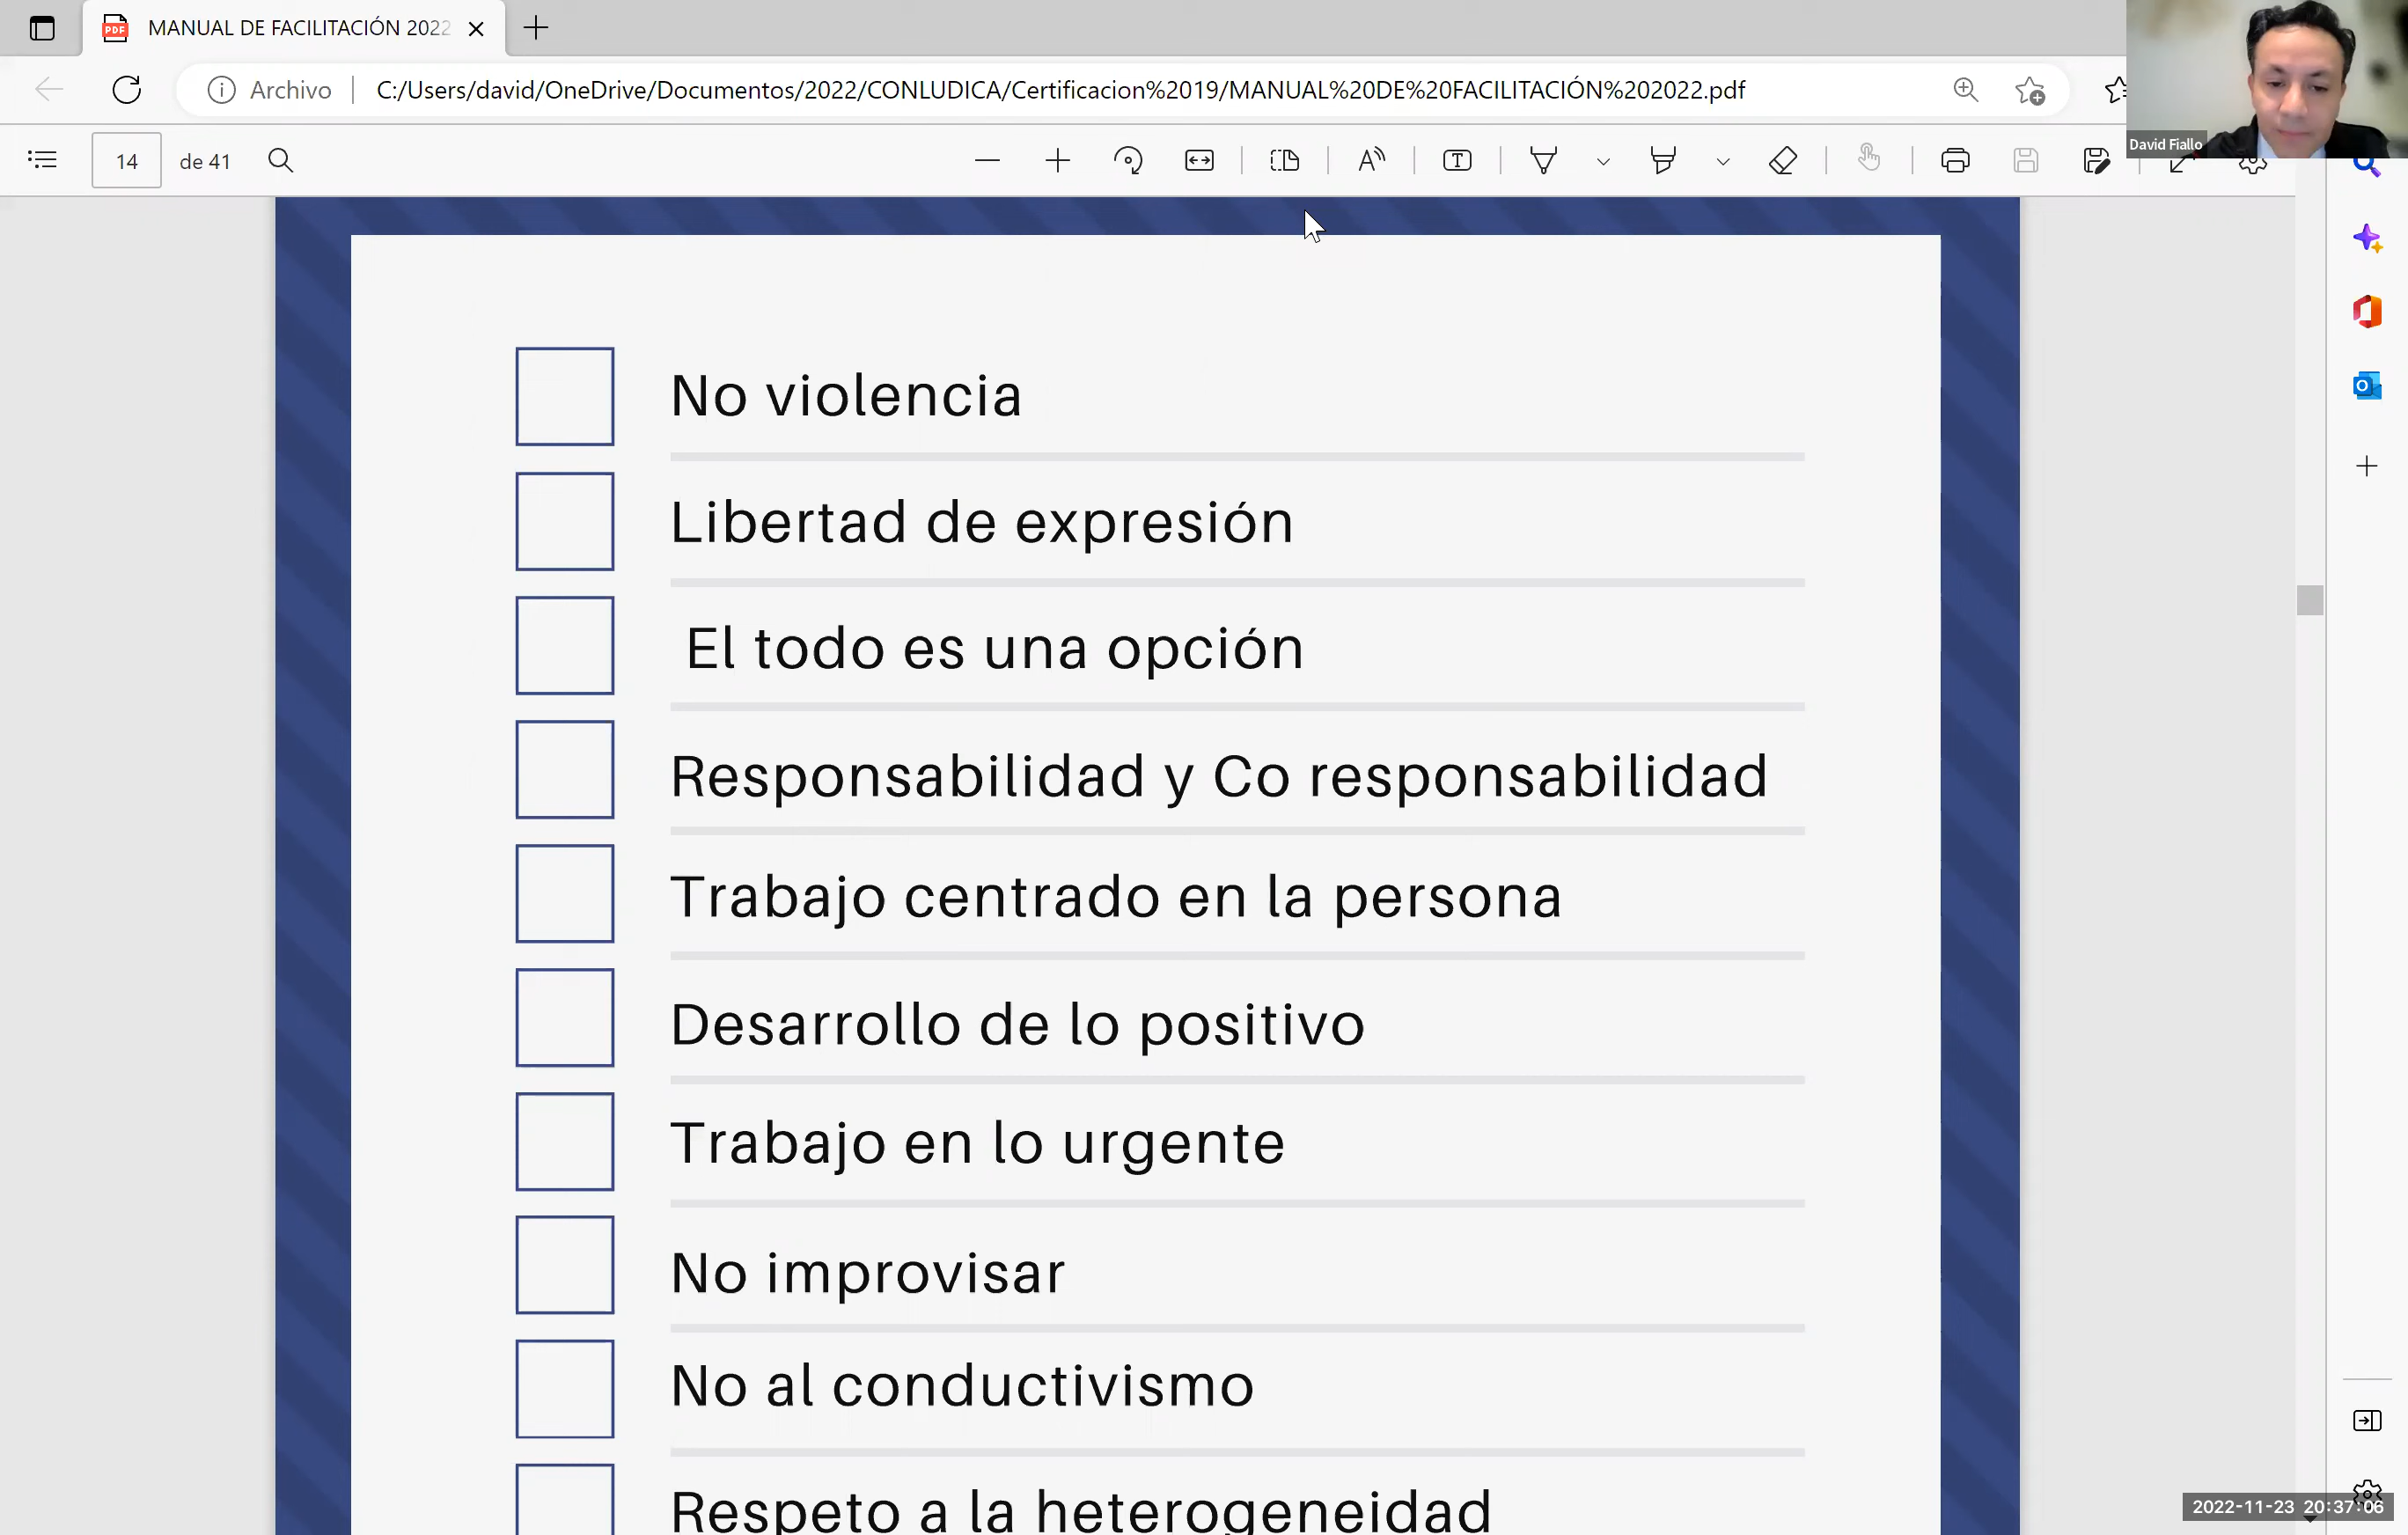 MANUAL DE FACILITACIÓN 2022
Archivo
C:/Users/david/OneDrive/Documentos/2022/CONLUDICA/Certificacion%2019/MANUAL%20DE%20FACILITACIÓN%202022.pdf
David Fiallo
14 de 41
No violencia
Libertad de expresión
El todo es una opción
Responsabilidad y Co responsabilidad
Trabajo centrado en la persona
Desarrollo de lo positivo
Trabajo en lo urgente
No improvisar
No al conductivismo
Respeto a la heterogeneidad
2022-11-23 20:37:06